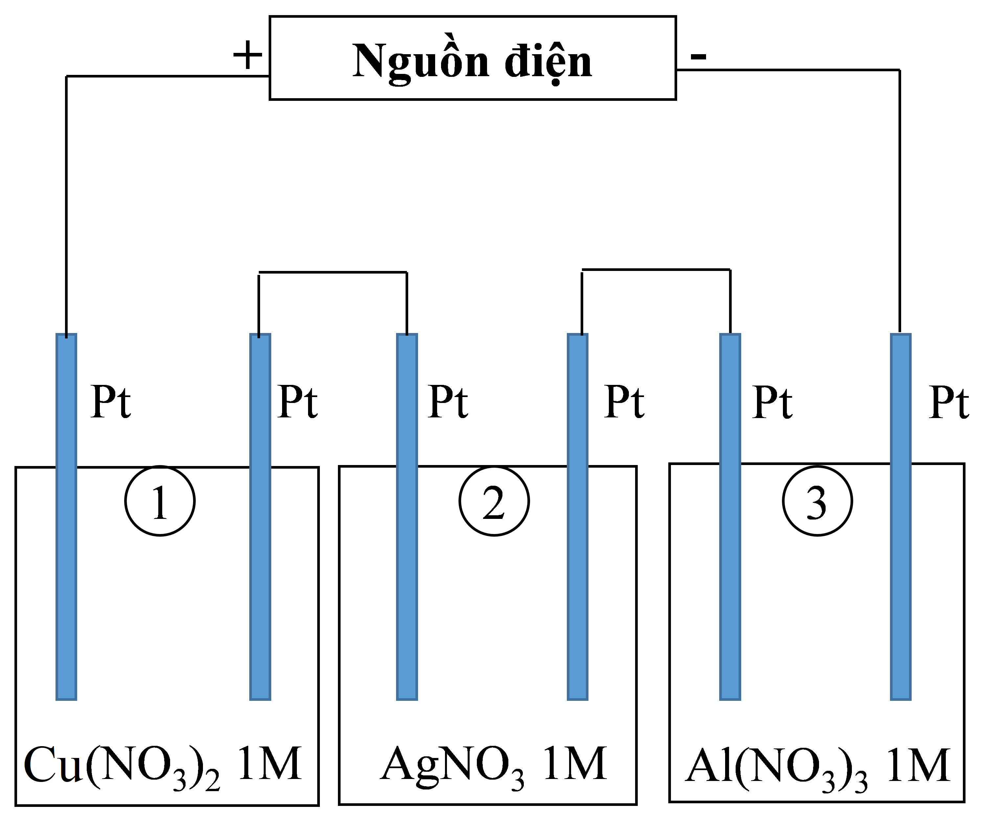 + Nguồn điện -
Pt Pt Pt Pt Pt Pt
1 2 3
Cu(NO₃)₂ 1M AgNO₃ 1M Al(NO₃)₃ 1M